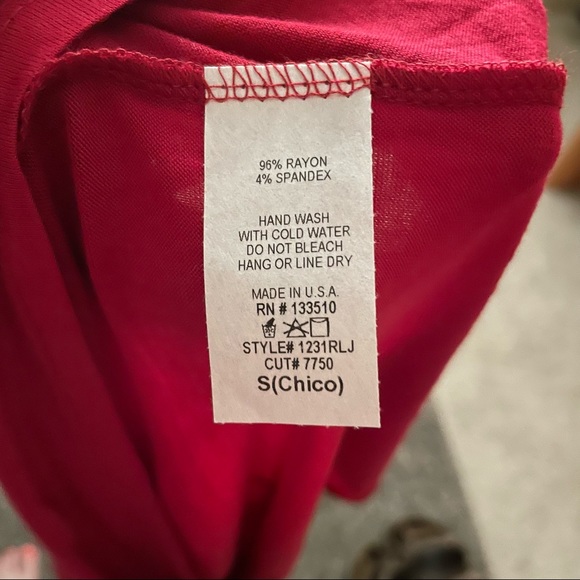 96% RAYON
4% SPANDEX
HAND WASH
WITH COLD WATER
DO NOT BLEACH
HANG OR LINE DRY
MADE IN U.S.A.
RN # 133510
STYLE# 1231RLJ
CUT# 7750
S(Chico)